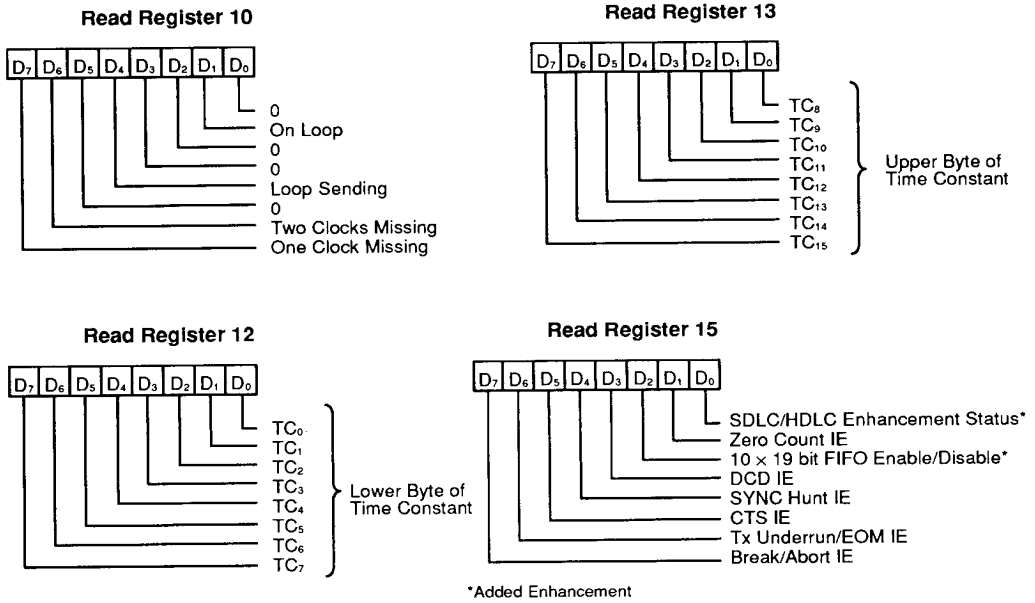 Read Register 10
D₇ D₆ D₅ D₄ D₃ D₂ D₁ D₀
0
On Loop
0
0
Loop Sending
0
Two Clocks Missing
One Clock Missing
Read Register 13
D₇ D₆ D₅ D₄ D₃ D₂ D₁ D₀
TC₈
TC₉
TC₁₀
TC₁₁
TC₁₂
TC₁₃
TC₁₄
TC₁₅
Upper Byte of
Time Constant
Read Register 12
D₇ D₆ D₅ D₄ D₃ D₂ D₁ D₀
TC₀
TC₁
TC₂
TC₃
TC₄
TC₅
TC₆
TC₇
Lower Byte of
Time Constant
Read Register 15
D₇ D₆ D₅ D₄ D₃ D₂ D₁ D₀
SDLC/HDLC Enhancement Status*
Zero Count IE
10 × 19 bit FIFO Enable/Disable*
DCD IE
SYNC Hunt IE
CTS IE
Tx Underrun/EOM IE
Break/Abort IE
*Added Enhancement